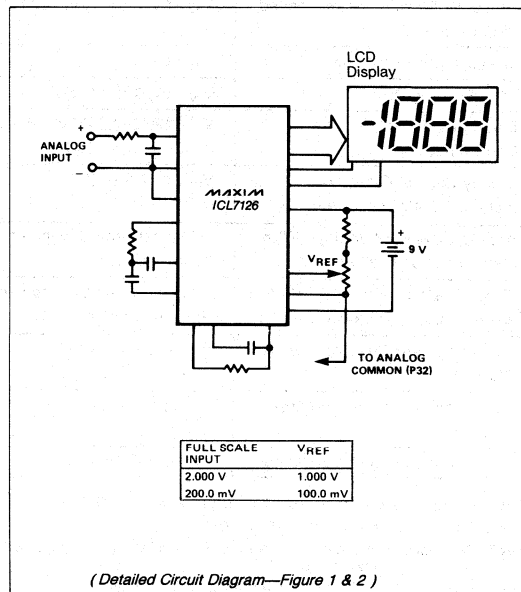 LCD
Display
-1888
+
ANALOG
INPUT
–
MAXIM
ICL7126
+
9 V
VREF
TO ANALOG
COMMON (P32)
FULL SCALE INPUT VREF
2.000 V 1.000 V
200.0 mV 100.0 mV
( Detailed Circuit Diagram—Figure 1 & 2 )